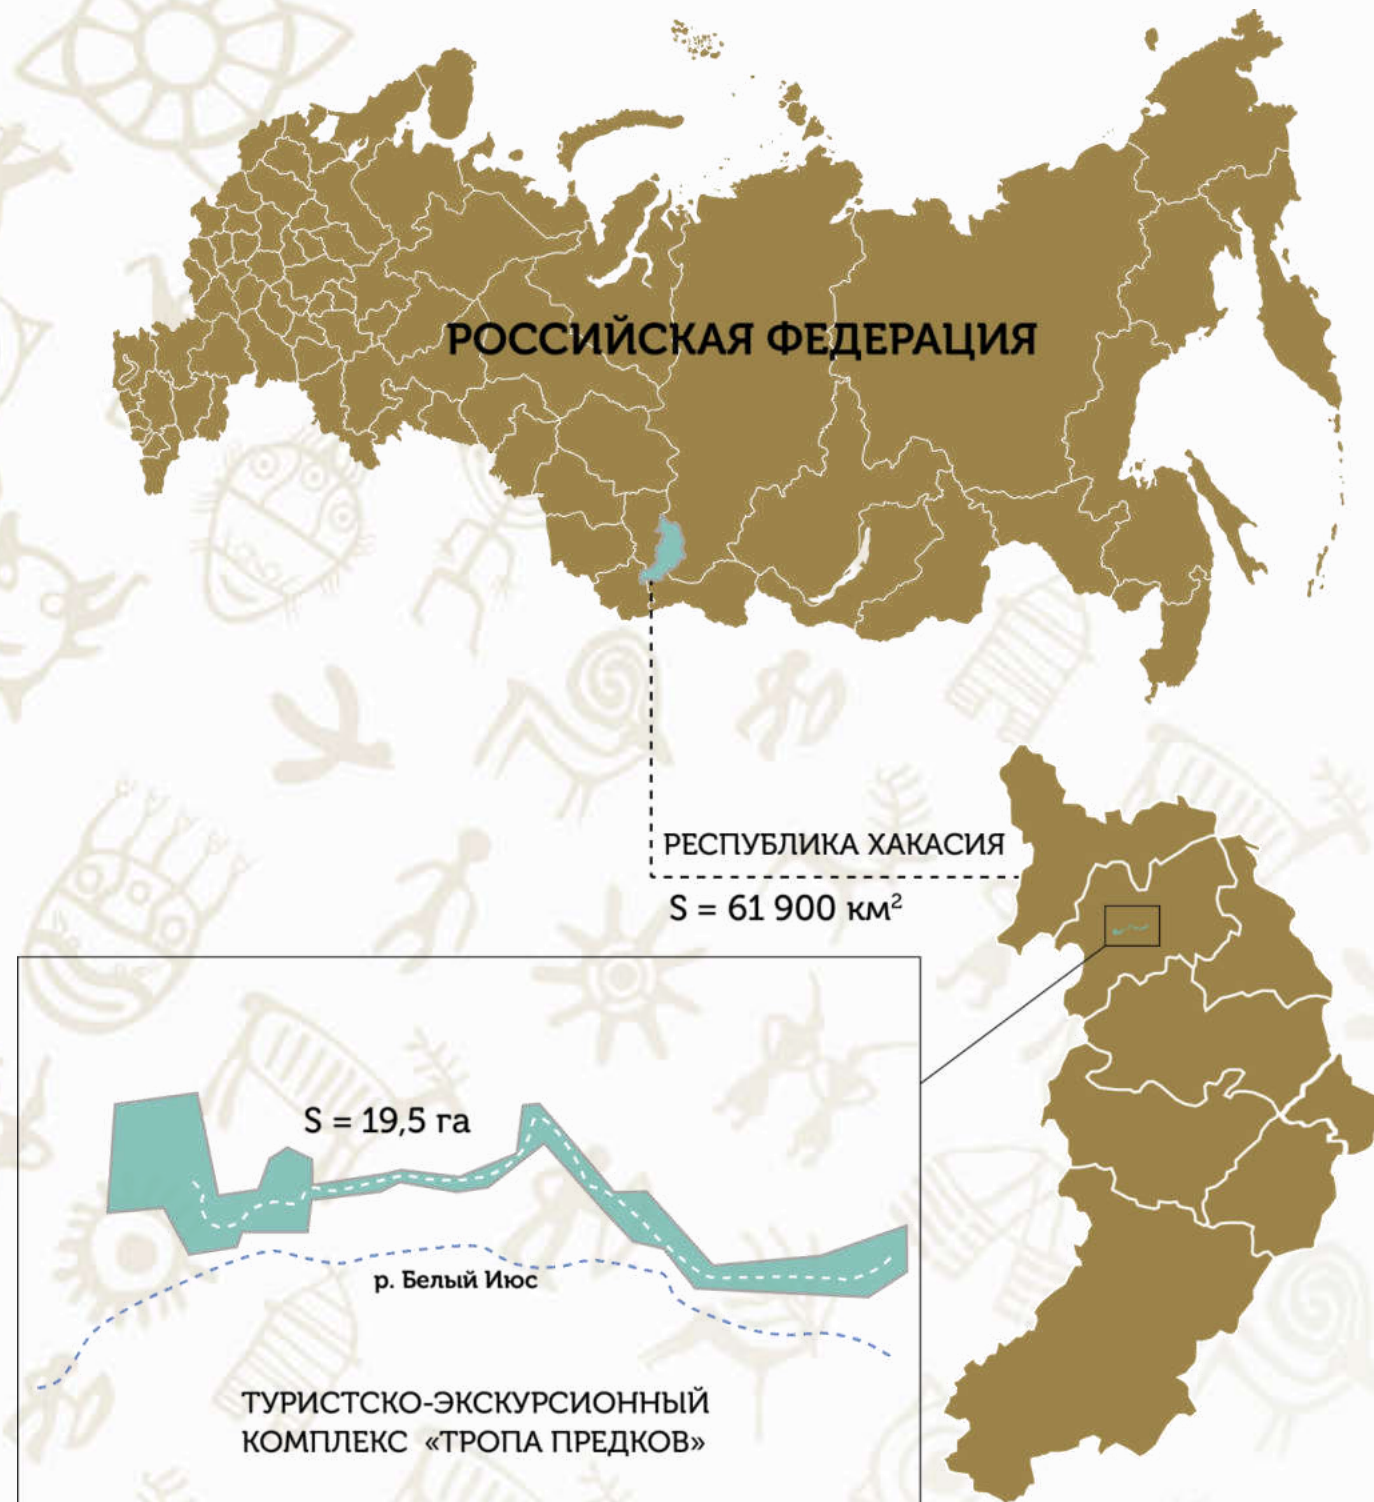 РОССИЙСКАЯ ФЕДЕРАЦИЯ
РЕСПУБЛИКА ХАКАСИЯ
S = 61 900 км²
S = 19,5 га
р. Белый Июс
ТУРИСТСКО-ЭКСКУРСИОННЫЙ
КОМПЛЕКС «ТРОПА ПРЕДКОВ»